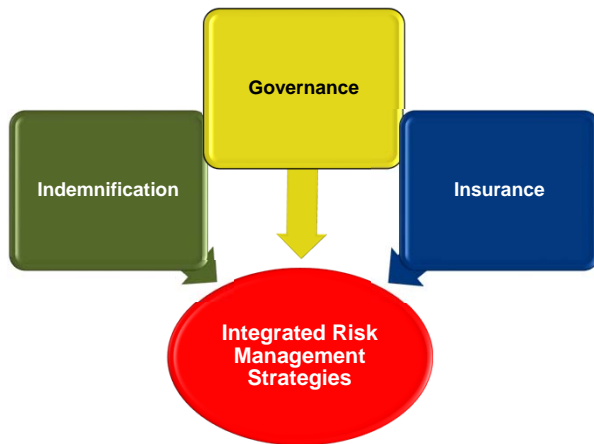 Governance
Indemnification
Insurance
Integrated Risk
Management
Strategies